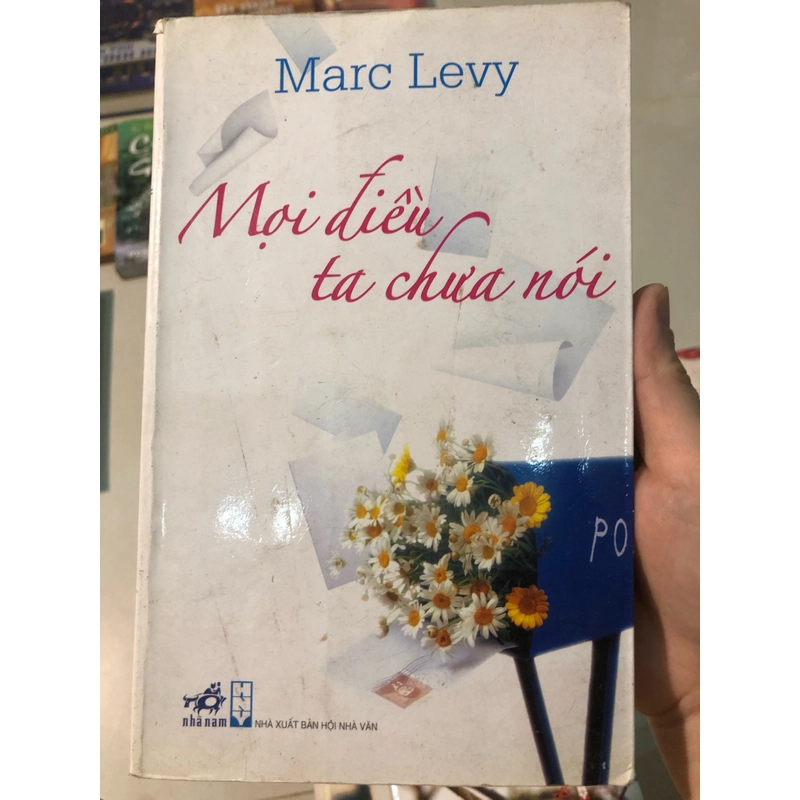 Marc Levy
Mọi điều
ta chưa nói
PO
nhã nam
NHÀ XUẤT BẢN HỘI NHÀ VĂN